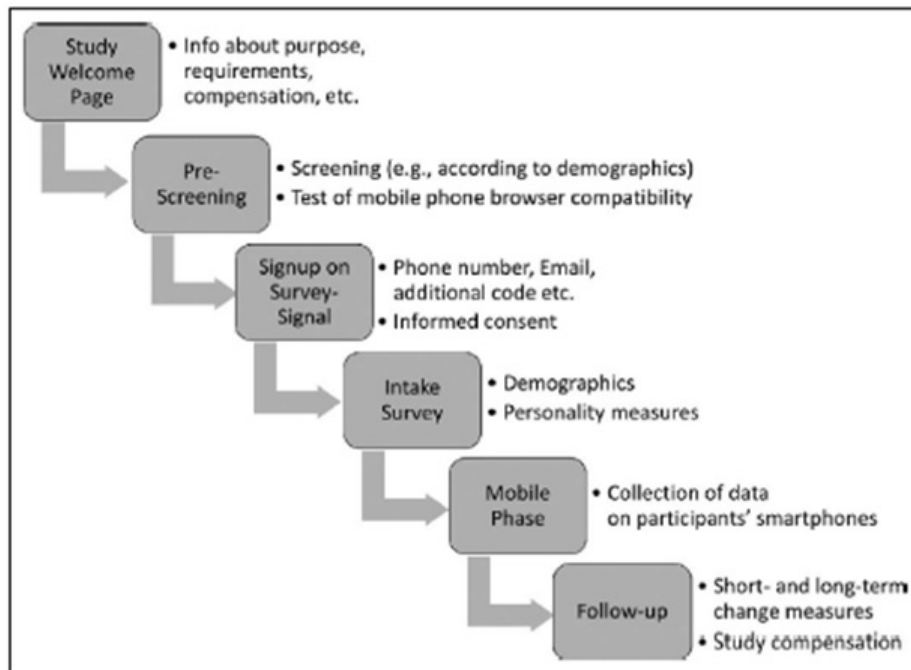 Study
Welcome
Page
• Info about purpose,
requirements,
compensation, etc.
Pre-
Screening
• Screening (e.g., according to demographics)
• Test of mobile phone browser compatibility
Signup on
Survey-
Signal
• Phone number, Email,
additional code etc.
• Informed consent
Intake
Survey
• Demographics
• Personality measures
Mobile
Phase
• Collection of data
on participants' smartphones
Follow-up
• Short- and long-term
change measures
• Study compensation